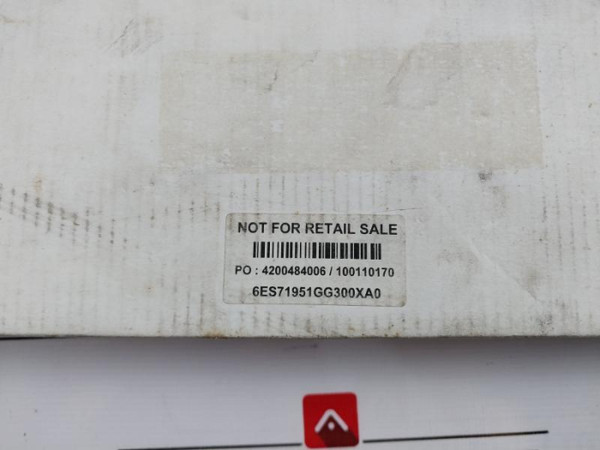 NOT FOR RETAIL SALE
PO : 4200484006 / 100110170
6ES71951GG300XA0